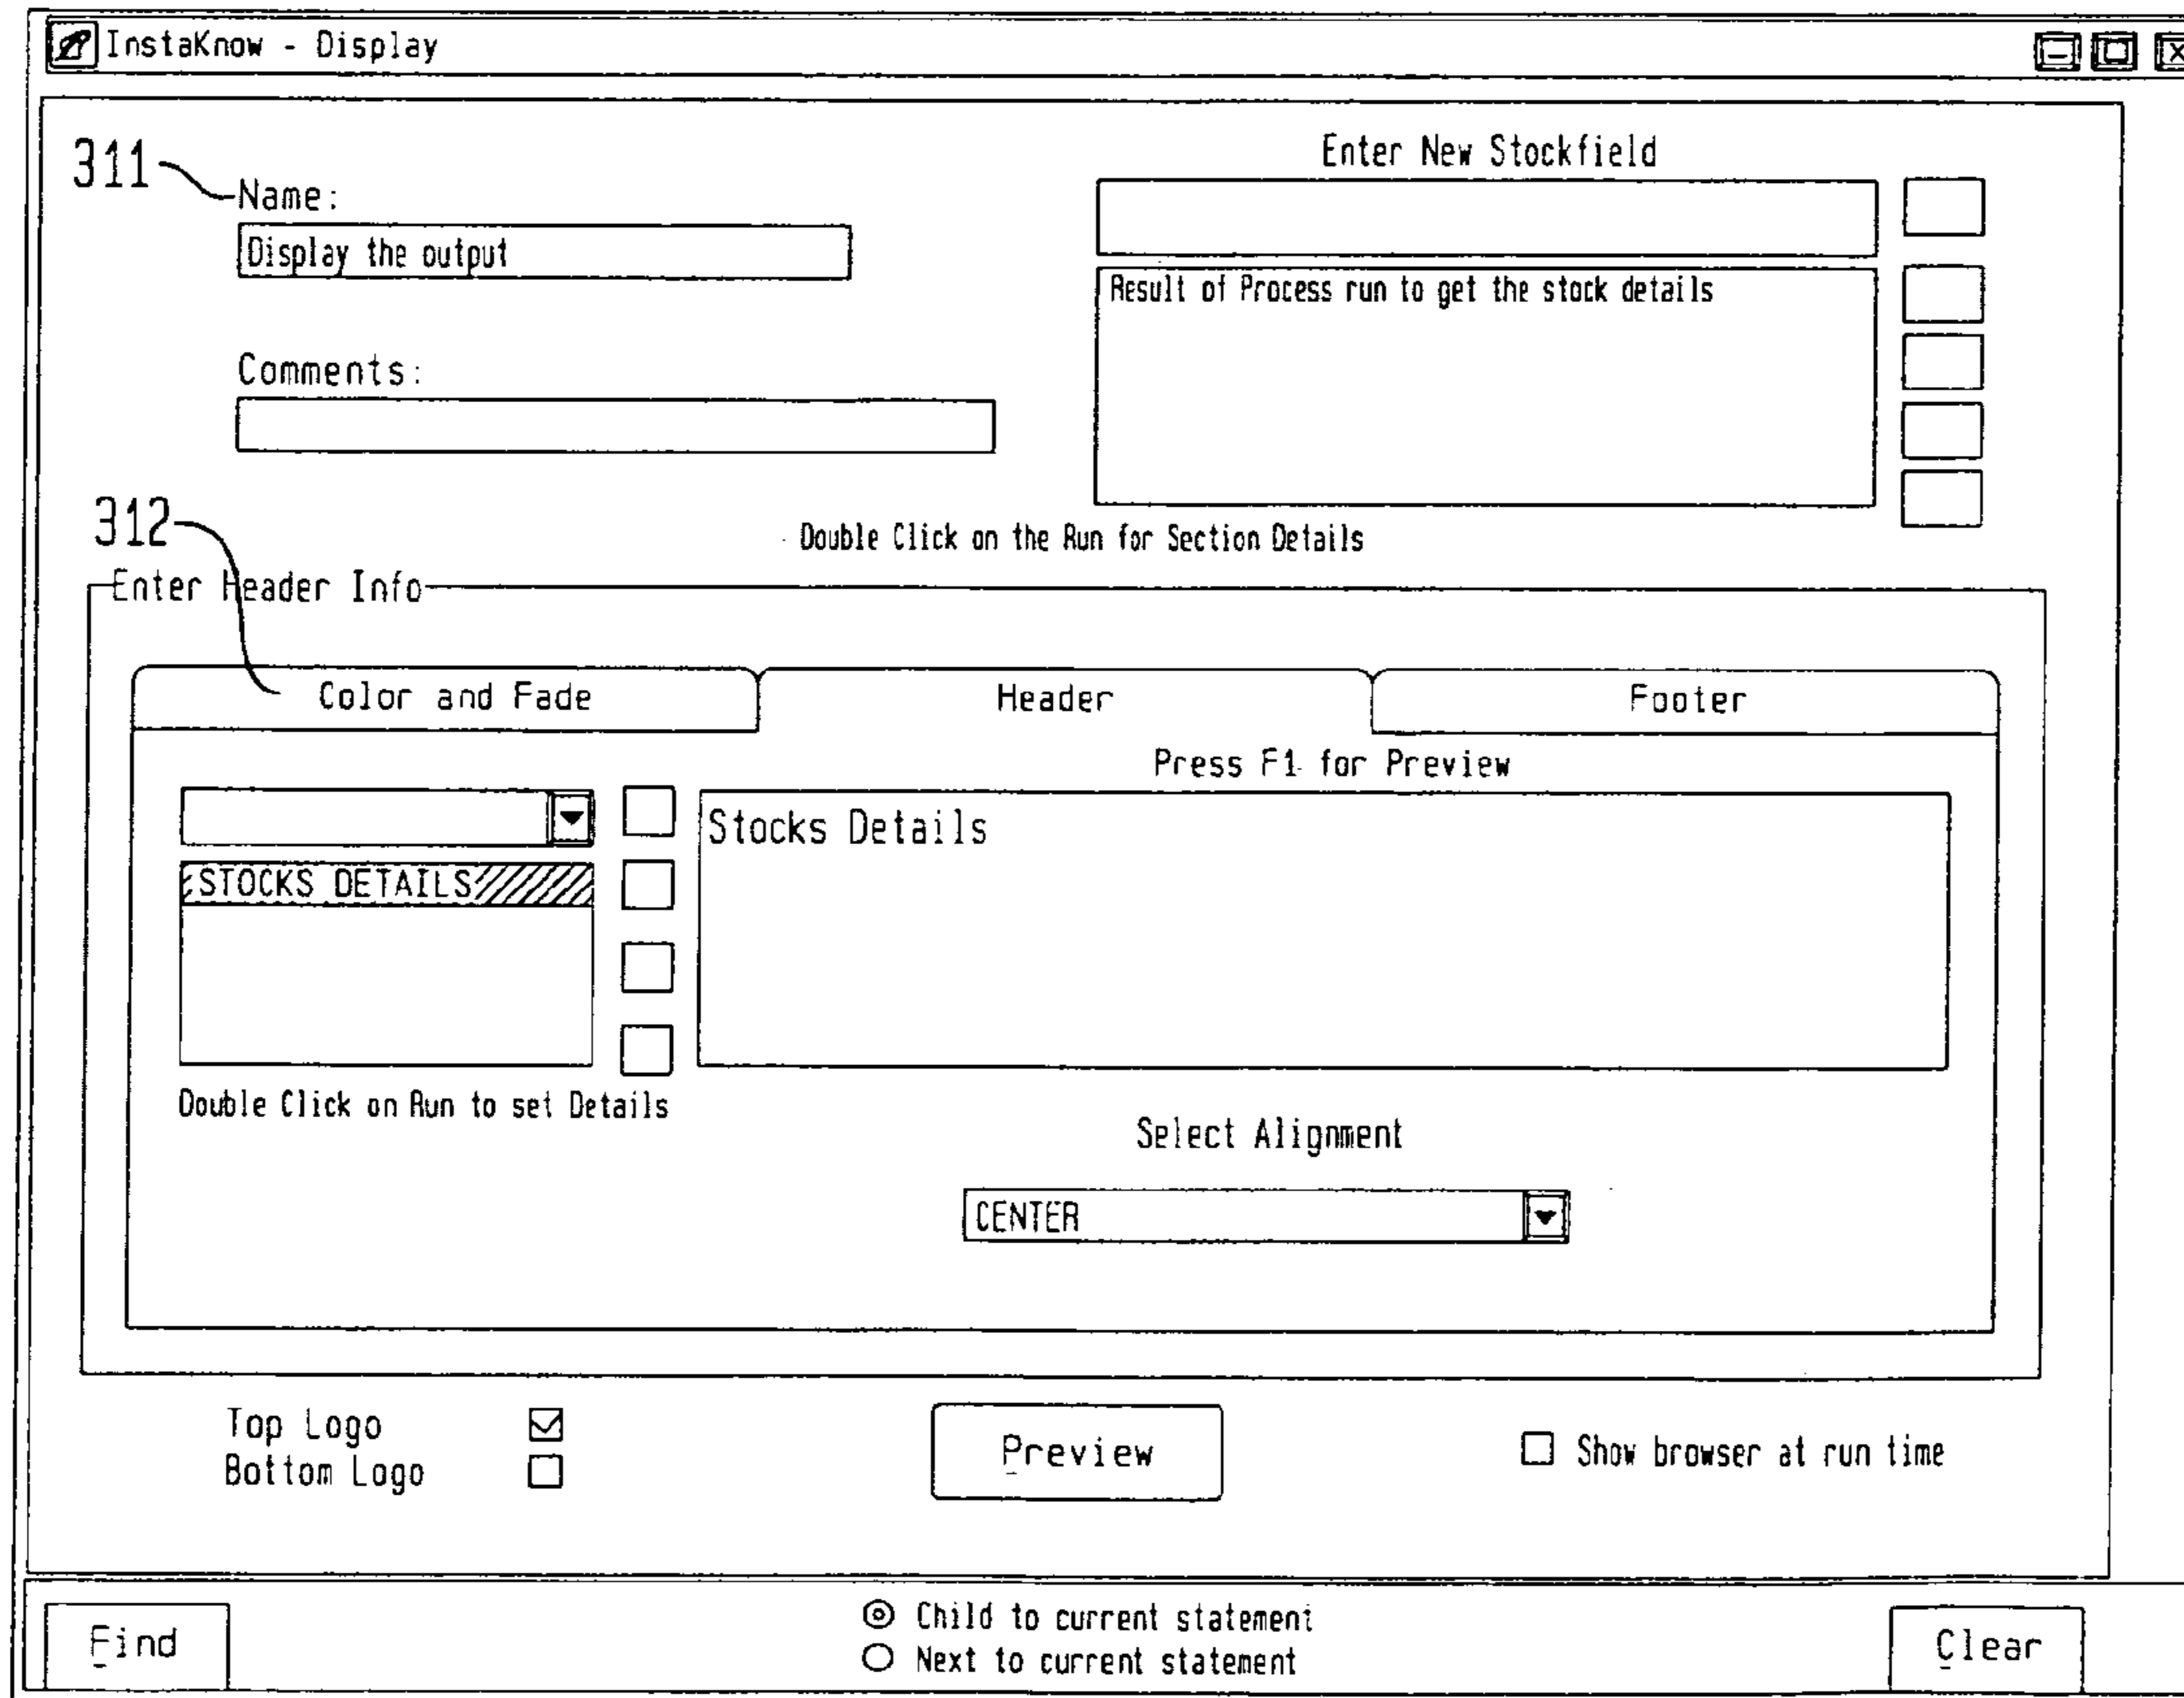 InstaKnow - Display
311
Name:
Display the output
Comments:
Enter New Stockfield
Result of Process run to get the stock details
Double Click on the Run for Section Details
312
Enter Header Info
Color and Fade
Header
Footer
Press F1 for Preview
STOCKS DETAILS
Stocks Details
Double Click on Run to set Details
Select Alignment
CENTER
Top Logo
Bottom Logo
Preview
Show browser at run time
Find
Child to current statement
Next to current statement
Clear